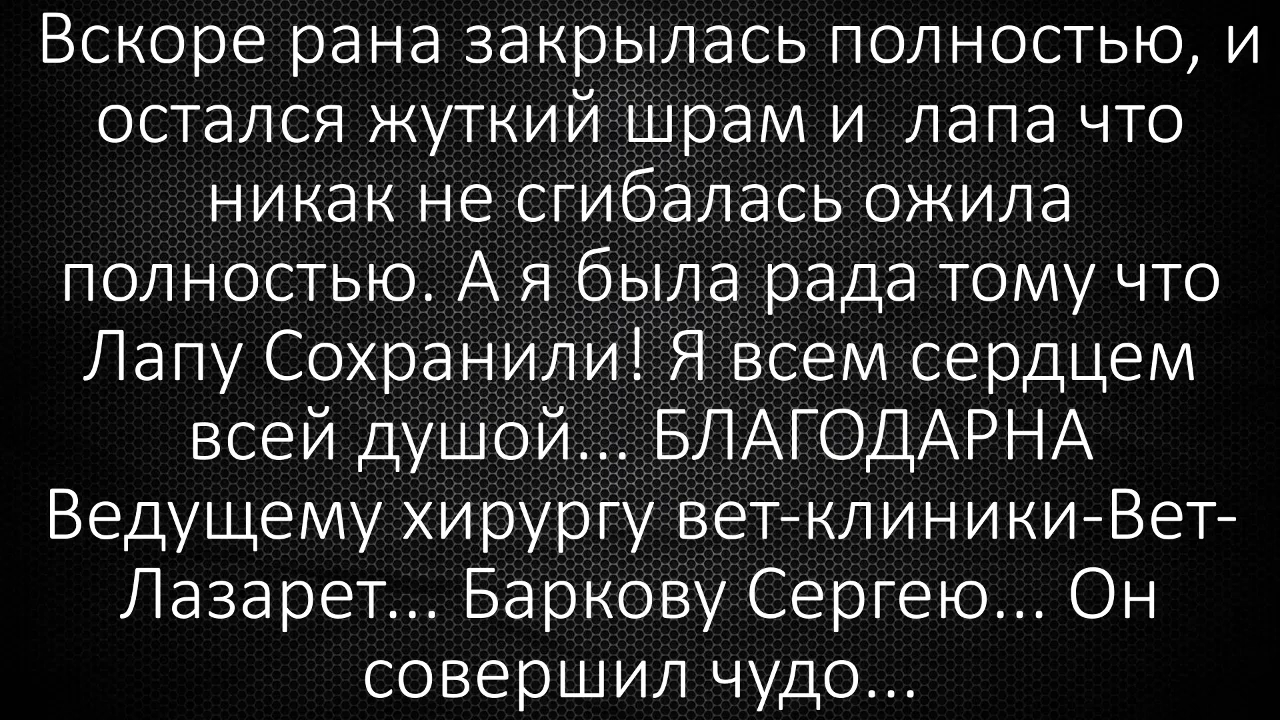 Вскоре рана закрылась полностью, и
остался жуткий шрам и  лапа что
никак не сгибалась ожила
полностью. А я была рада тому что
Лапу Сохранили! Я всем сердцем
всей душой... БЛАГОДАРНА
Ведущему хирургу вет-клиники-Вет-
Лазарет... Баркову Сергею... Он
совершил чудо...